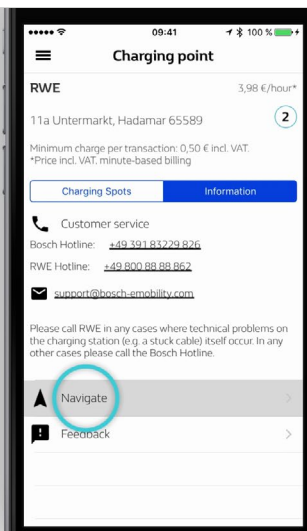 09:41
100 %
Charging point
RWE
3,98 €/hour*
11a Untermarkt, Hadamar 65589
2
Minimum charge per transaction: 0,50 € incl. VAT.
*Price incl. VAT, minute-based billing
Charging Spots
Information
Customer service
Bosch Hotline: +49 391 83229 826
RWE Hotline: +49 800 88 88 862
support@bosch-emobility.com
Please call RWE in any cases where technical problems on
the charging station (e.g. a stuck cable) itself occur. In any
other cases please call the Bosch Hotline.
Navigate
Feedback